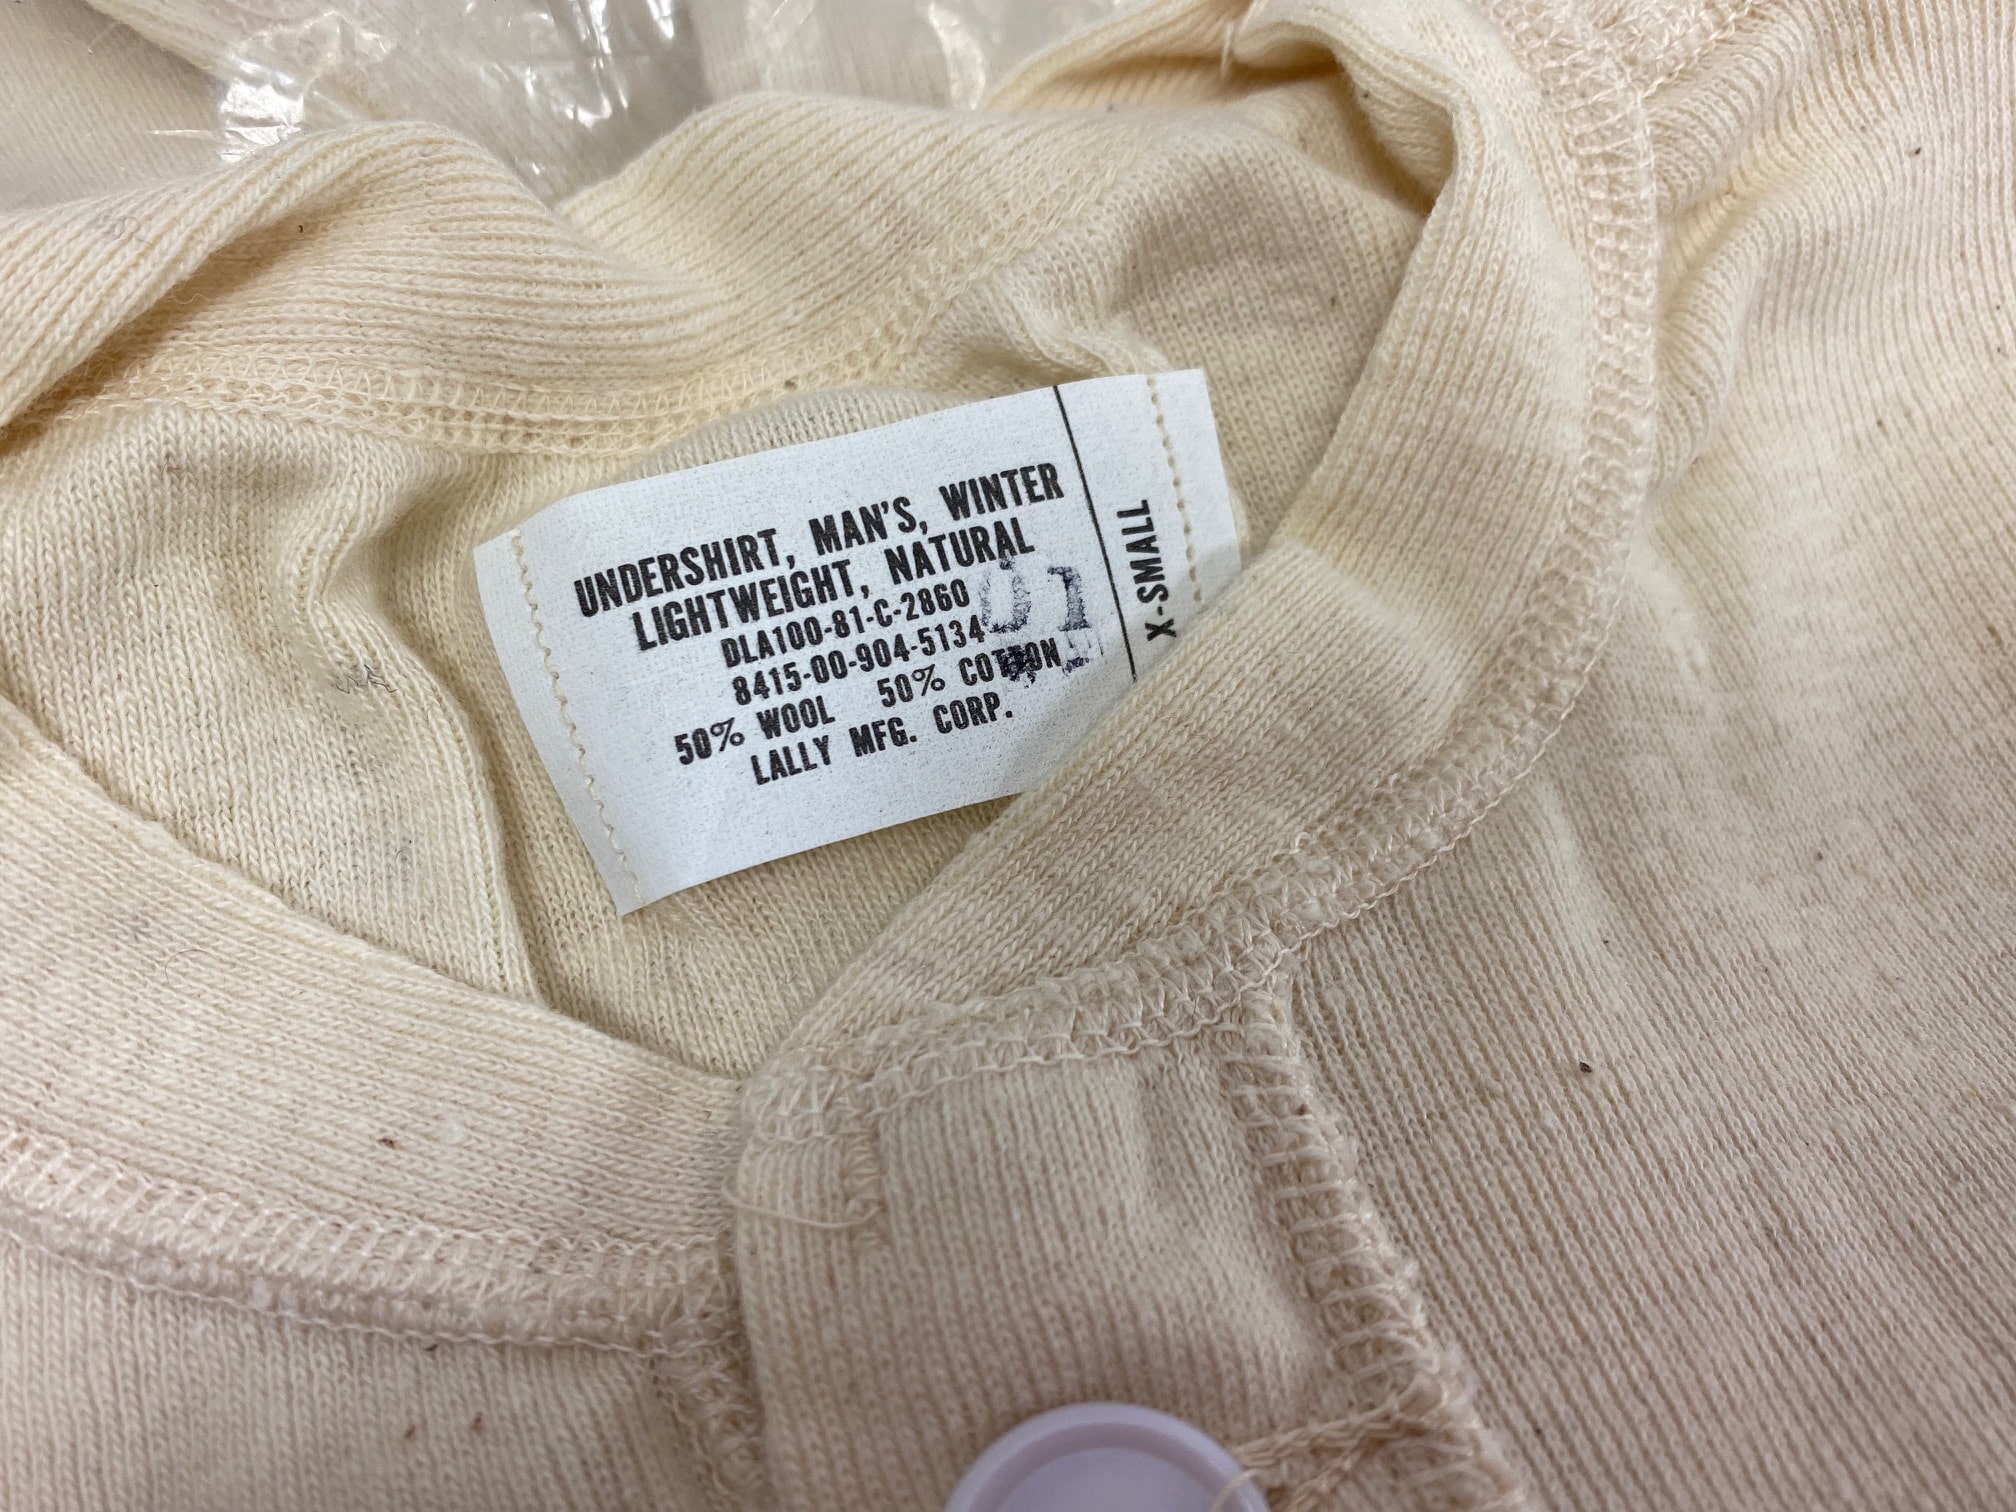 UNDERSHIRT, MAN'S, WINTER
LIGHTWEIGHT, NATURAL
DLA100-81-C-2860
8415-00-904-5134
50% WOOL 50% COTTON
LALLY MFG. CORP.
X-SMALL
01